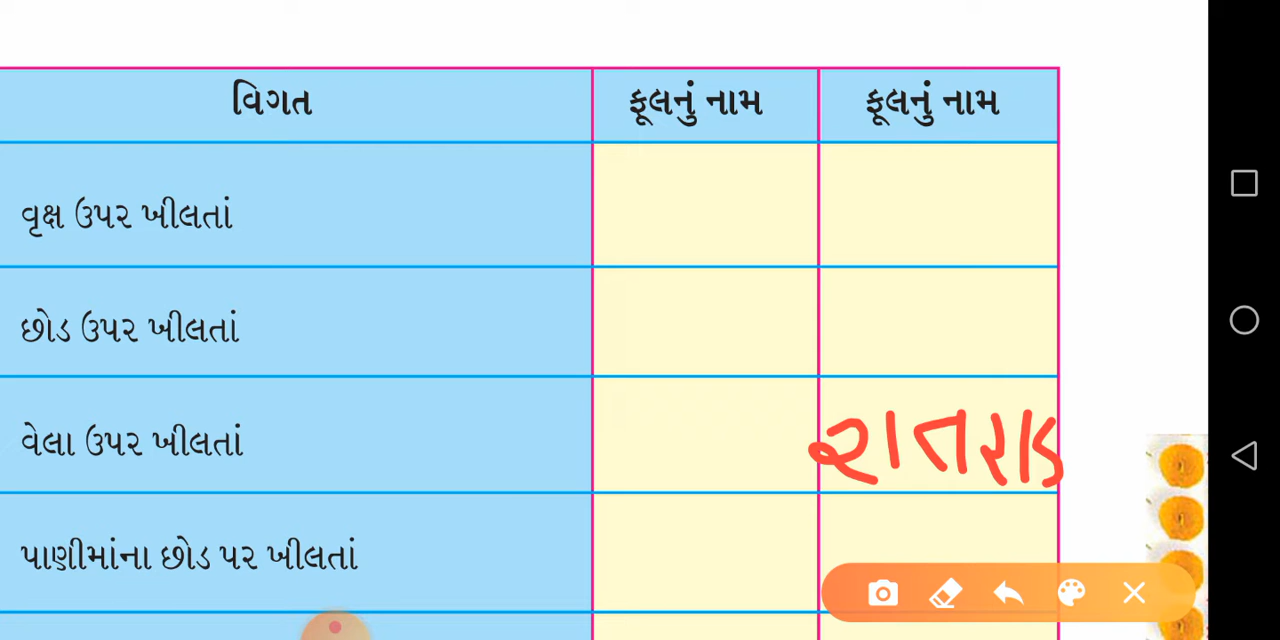 વિગત ફૂલનું નામ ફૂલનું નામ
વૃક્ષ ઉપર ખીલતાં
છોડ ઉપર ખીલતાં
વેલા ઉપર ખીલતાં રાતરાડ
પાણીમાંના છોડ પર ખીલતાં